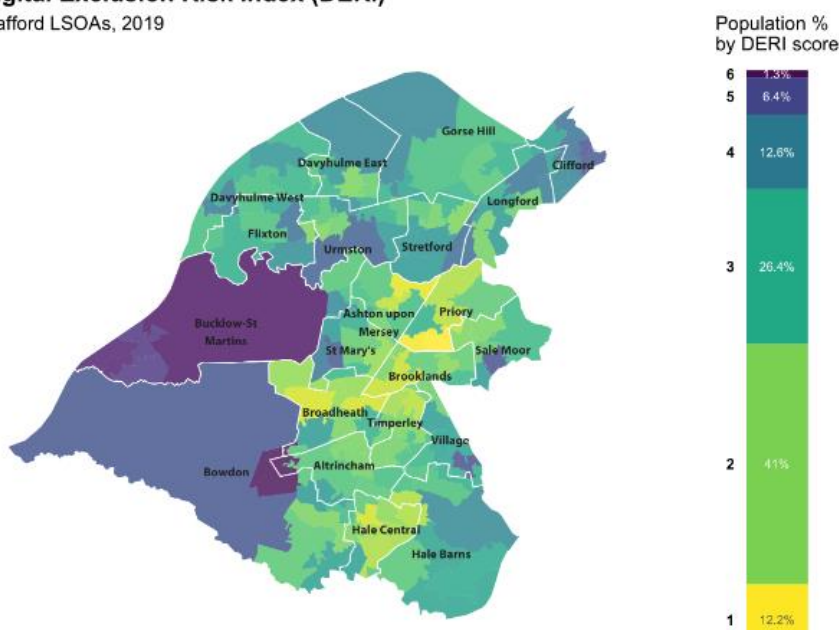 afford LSOAs, 2019
Population %
by DERI score
6 1.3%
5 6.4%
4 12.6%
3 26.4%
2 41%
1 12.2%
Gorse Hill
Davyhulme East
Clifford
Davyhulme West
Longford
Flixton
Urmston
Stretford
Bucklow-St
Martins
Ashton upon
Mersey
Priory
St Mary's
Sale Moor
Brooklands
Broadheath
Timperley
Village
Bowdon
Altrincham
Hale Central
Hale Barns